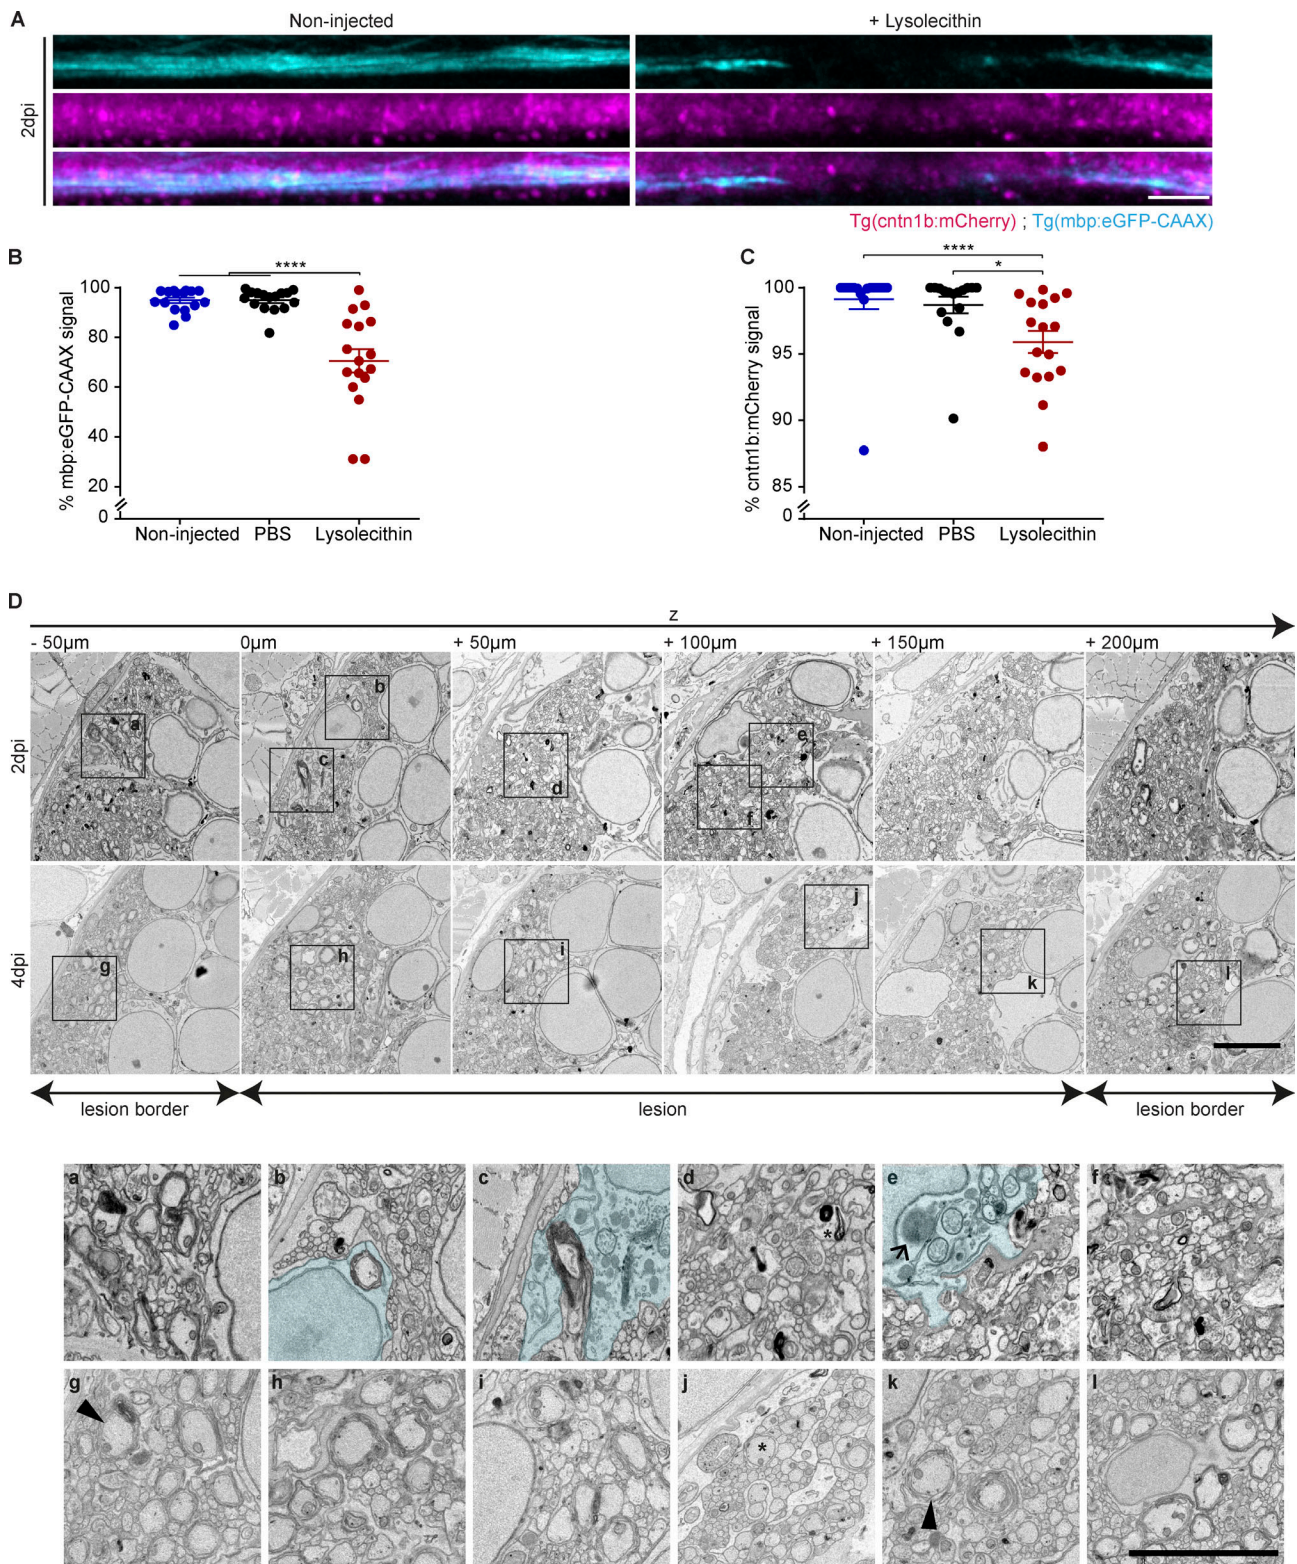 A
Non-injected
+ Lysolecithin
2dpi
Tg(cntn1b:mCherry) ; Tg(mbp:eGFP-CAAX)
B
****
% mbp:eGFP-CAAX signal
100
80
60
40
20
0
Non-injected PBS Lysolecithin
C
****
*
% cntn1b:mCherry signal
100
95
90
85
0
Non-injected PBS Lysolecithin
D
z
- 50µm 0µm + 50µm + 100µm + 150µm + 200µm
2dpi
a b c d e f
4dpi
g h i j k l
lesion border lesion lesion border
a b c d e f
*
g h i j k l
*